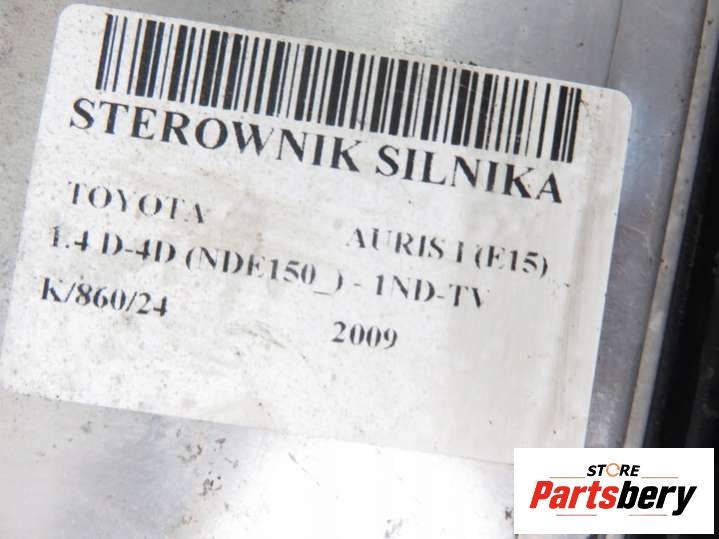 STEROWNIK SILNIKA
TOYOTA AURIS I (E15)
1.4 D-4D (NDE150_) - 1ND-TV
K/860/24 2009
STORE
Partsbery